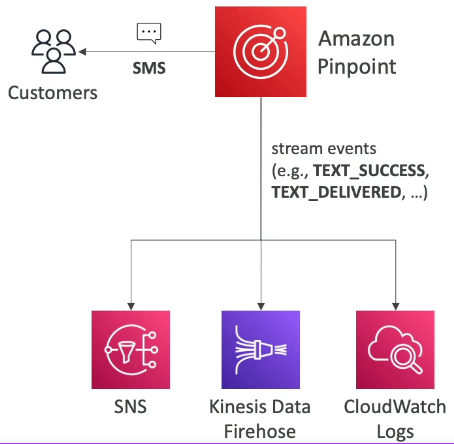 Amazon
Pinpoint
SMS
Customers
stream events
(e.g., TEXT_SUCCESS,
TEXT_DELIVERED, ...)
SNS
Kinesis Data
Firehose
CloudWatch
Logs